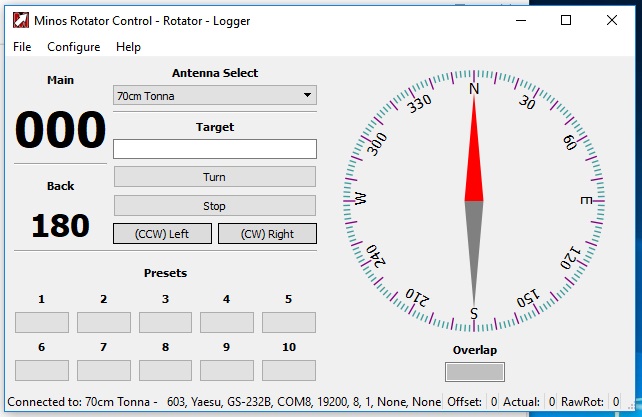 Minos Rotator Control - Rotator - Logger
File Configure Help
Main
000
Back
180
Antenna Select
70cm Tonna
Target
Turn
Stop
(CCW) Left (CW) Right
Presets
1 2 3 4 5
6 7 8 9 10
N
30
60
E
120
150
S
210
240
W
300
330
Overlap
Connected to: 70cm Tonna - 603, Yaesu, GS-232B, COM8, 19200, 8, 1, None, None Offset: 0 Actual: 0 RawRot: 0